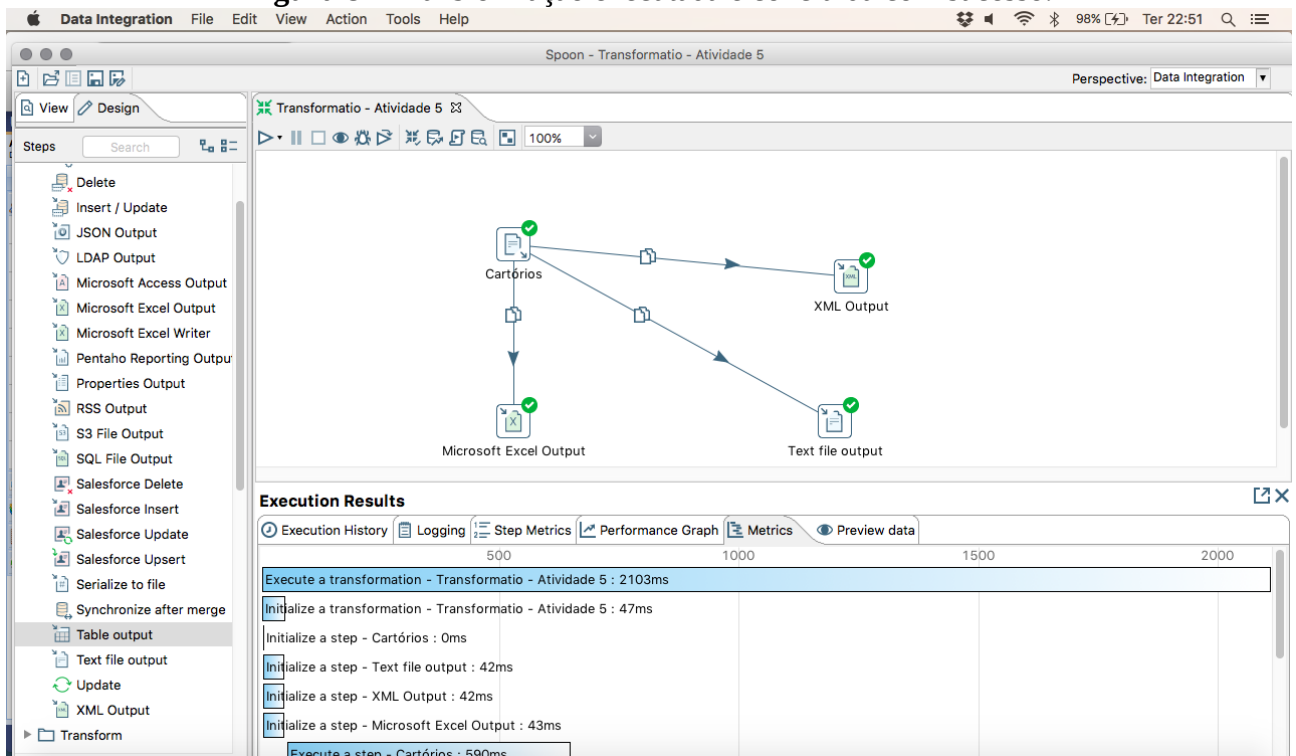 Data Integration File Edit View Action Tools Help 98% Ter 22:51
Spoon - Transformatio - Atividade 5
Perspective: Data Integration
View Design
Transformatio - Atividade 5
100%
Steps Search
Delete
Insert / Update
JSON Output
LDAP Output
Microsoft Access Output
Microsoft Excel Output
Microsoft Excel Writer
Pentaho Reporting Outpu
Properties Output
RSS Output
S3 File Output
SQL File Output
Salesforce Delete
Salesforce Insert
Salesforce Update
Salesforce Upsert
Serialize to file
Synchronize after merge
Table output
Text file output
Update
XML Output
Transform
Cartórios
XML Output
Microsoft Excel Output
Text file output
Execution Results
Execution History Logging Step Metrics Performance Graph Metrics Preview data
500 1000 1500 2000
Execute a transformation - Transformatio - Atividade 5 : 2103ms
Initialize a transformation - Transformatio - Atividade 5 : 47ms
Initialize a step - Cartórios : 0ms
Initialize a step - Text file output : 42ms
Initialize a step - XML Output : 42ms
Initialize a step - Microsoft Excel Output : 43ms
Execute a step - Cartórios : 590ms